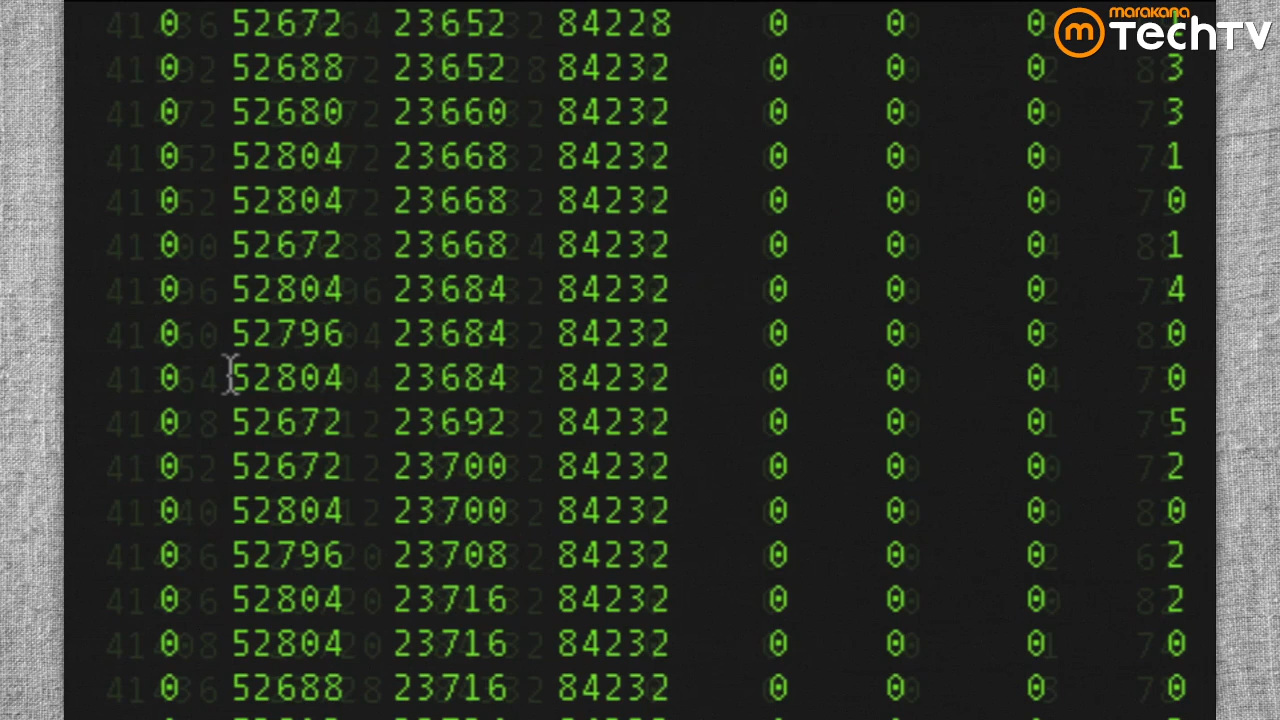 marakana
m TechTV
0 52672 23652 84228 0 0 0
0 52688 23652 84232 0 0 0 3
0 52680 23660 84232 0 0 0 3
0 52804 23668 84232 0 0 0 1
0 52804 23668 84232 0 0 0 0
0 52672 23668 84232 0 0 0 1
0 52804 23684 84232 0 0 0 4
0 52796 23684 84232 0 0 0 0
0 52804 23684 84232 0 0 0 0
0 52672 23692 84232 0 0 0 5
0 52672 23700 84232 0 0 0 2
0 52804 23700 84232 0 0 0 0
0 52796 23708 84232 0 0 0 2
0 52804 23716 84232 0 0 0 2
0 52804 23716 84232 0 0 0 0
0 52688 23716 84232 0 0 0 0